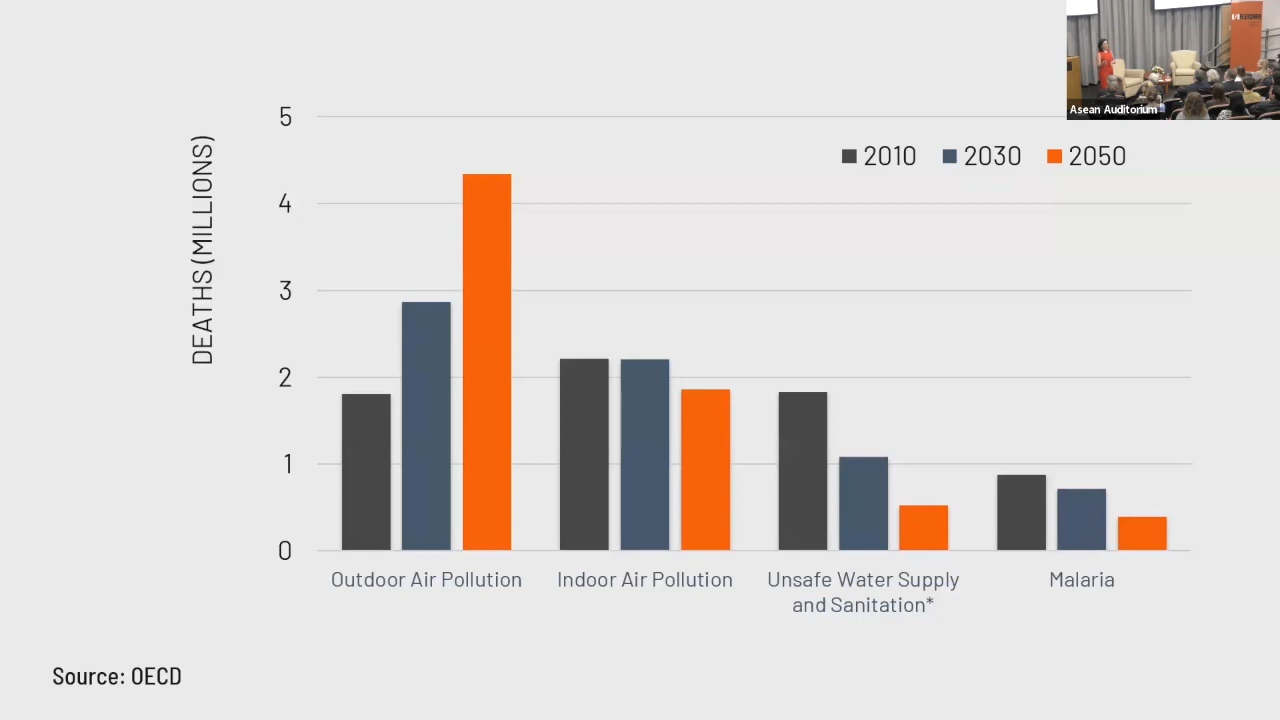 Asean Auditorium
DEATHS (MILLIONS)
5
4
3
2
1
0
2010 2030 2050
Outdoor Air Pollution
Indoor Air Pollution
Unsafe Water Supply
and Sanitation*
Malaria
Source: OECD